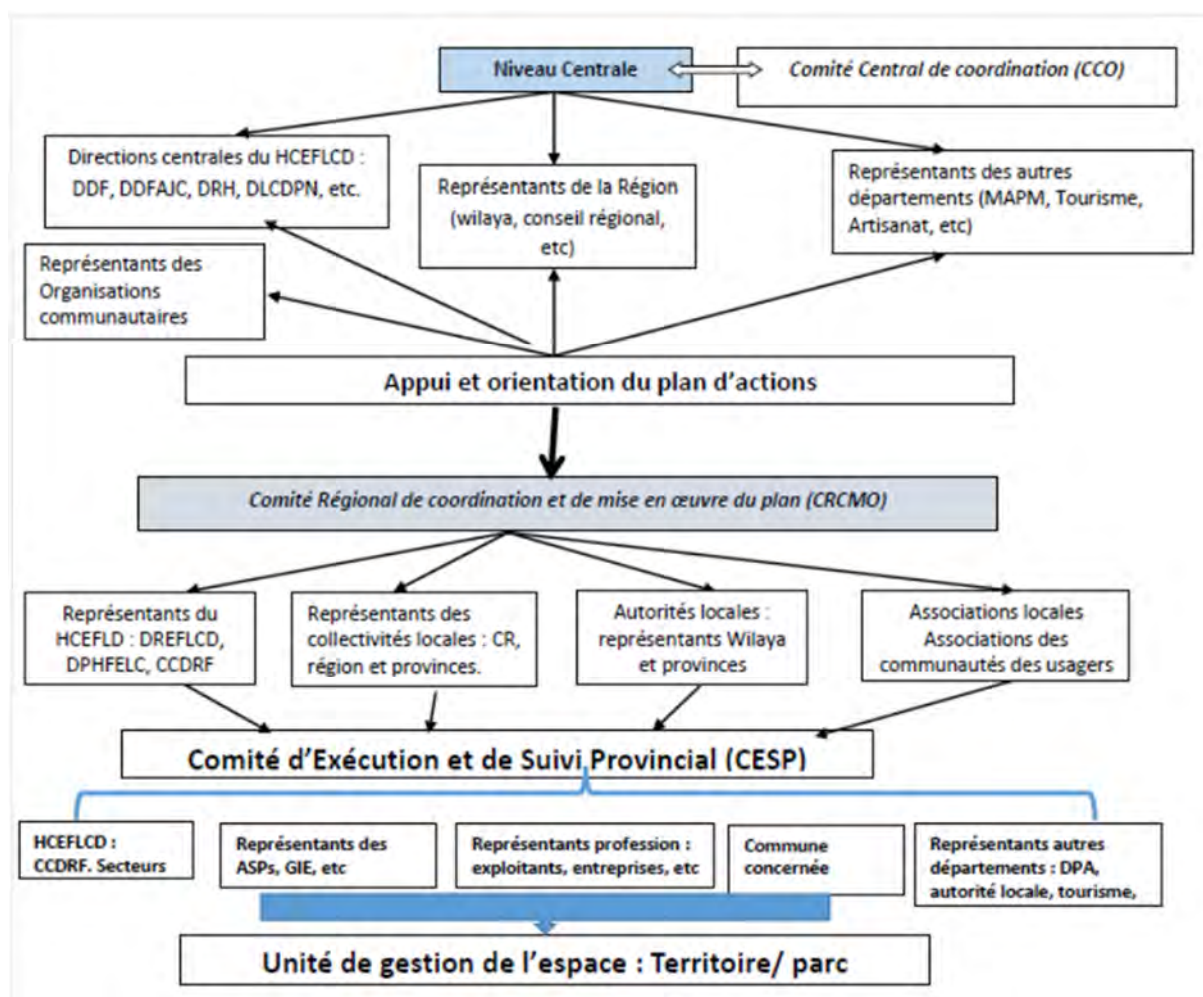 Niveau Centrale
Comité Central de coordination (CCO)
Directions centrales du HCEFLCD :
DDF, DDFAJC, DRH, DLCDPN, etc.
Représentants de la Région
(wilaya, conseil régional,
etc)
Représentants des autres
départements (MAPM, Tourisme,
Artisanat, etc)
Représentants des
Organisations
communautaires
Appui et orientation du plan d’actions
Comité Régional de coordination et de mise en œuvre du plan (CRCMO)
Représentants du
HCEFLD : DREFLCD,
DPHFELC, CCDRF
Représentants des
collectivités locales : CR,
région et provinces.
Autorités locales :
représentants Wilaya
et provinces
Associations locales
Associations des
communautés des usagers
Comité d’Exécution et de Suivi Provincial (CESP)
HCEFLCD :
CCDRF. Secteurs
Représentants des
ASPs, GIE, etc
Représentants profession :
exploitants, entreprises, etc
Commune
concernée
Représentants autres
départements : DPA,
autorité locale, tourisme,
Unité de gestion de l’espace : Territoire/ parc